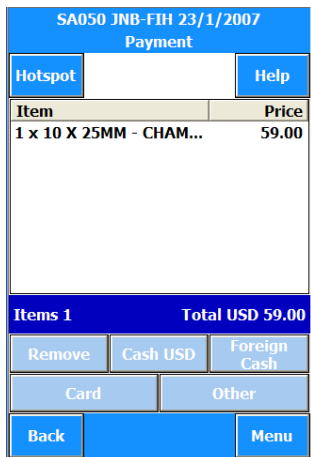 SA050 JNB-FIH 23/1/2007
Payment
Hotspot Help
Item Price
1 x 10 X 25MM - CHAM... 59.00
Items 1 Total USD 59.00
Remove Cash USD Foreign
Cash
Card Other
Back Menu